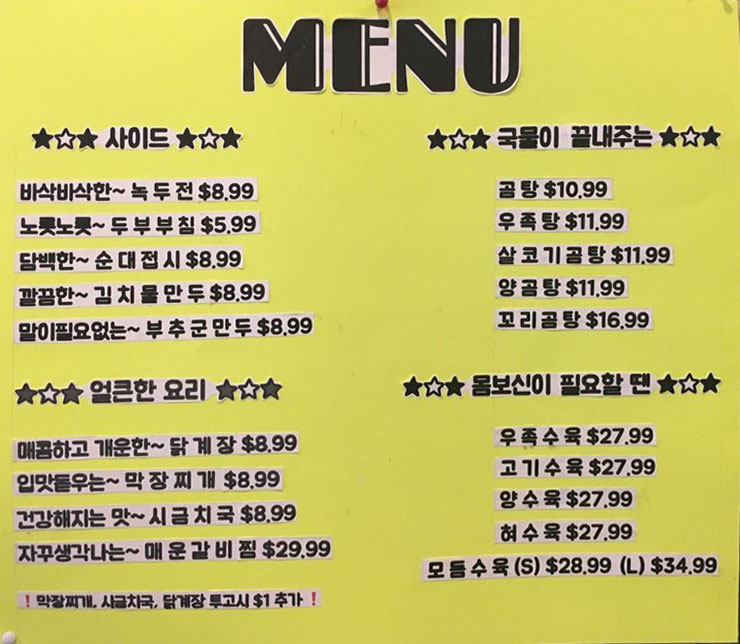 MENU
★☆★ 사이드 ★☆★
바삭바삭한~ 녹두전 $8.99
노릇노릇~ 두부부침 $5.99
담백한~ 순대접시 $8.99
깔끔한~ 김치물만두 $8.99
말이필요없는~ 부추군만두 $8.99
★☆★ 얼큰한 요리 ★☆★
매콤하고 개운한~ 닭계장 $8.99
입맛돋우는~ 막장찌개 $8.99
건강해지는 맛~ 시금치국 $8.99
자꾸생각나는~ 매운갈비찜 $29.99
! 막장찌개, 시금치국, 닭계장 투고시 $1 추가 !
★☆★ 국물이 끝내주는 ★☆★
곰탕 $10.99
우족탕 $11.99
살코기곰탕 $11.99
양곰탕 $11.99
꼬리곰탕 $16.99
★☆★ 몸보신이 필요할 땐 ★☆★
우족수육 $27.99
고기수육 $27.99
양수육 $27.99
혀수육 $27.99
모듬수육 (S) $28.99 (L) $34.99